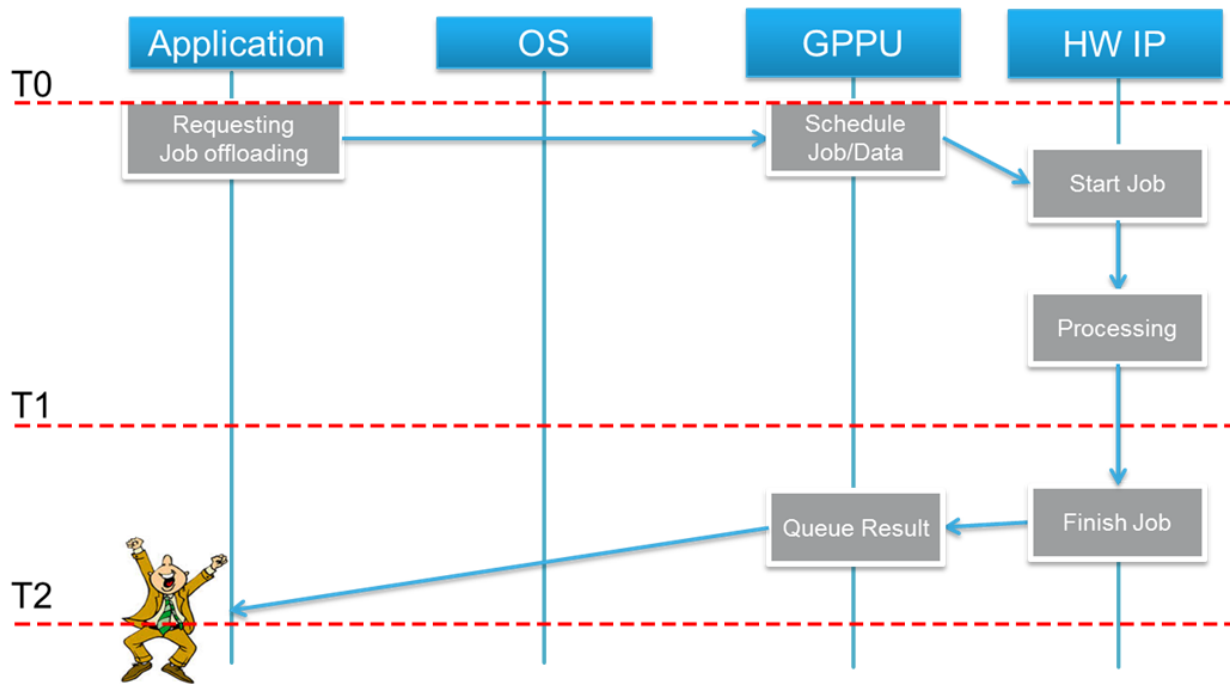 Application
OS
GPPU
HW IP
T0
Requesting
Job offloading
Schedule
Job/Data
Start Job
Processing
T1
Queue Result
Finish Job
T2